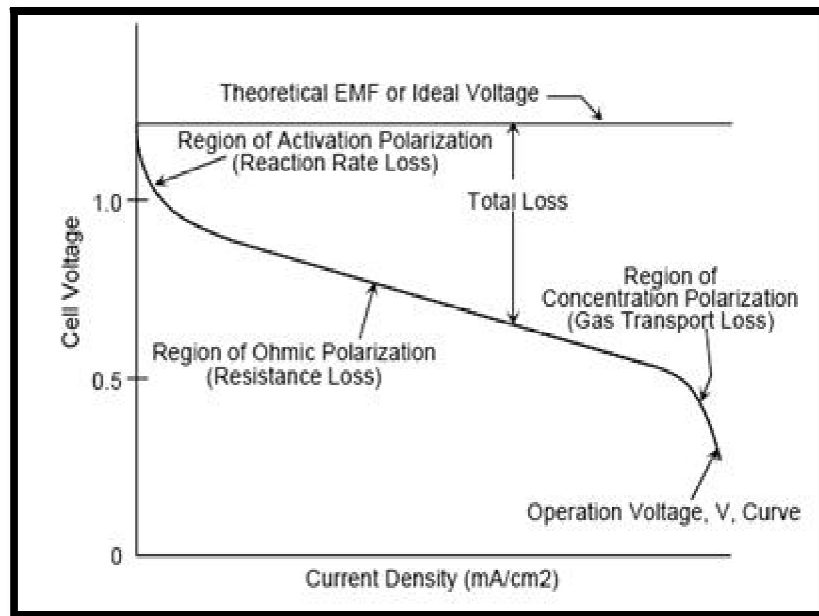 Theoretical EMF or Ideal Voltage
Region of Activation Polarization
(Reaction Rate Loss)
1.0
Total Loss
Cell Voltage
Region of
Concentration Polarization
(Gas Transport Loss)
Region of Ohmic Polarization
(Resistance Loss)
0.5
Operation Voltage, V, Curve
0
Current Density (mA/cm2)